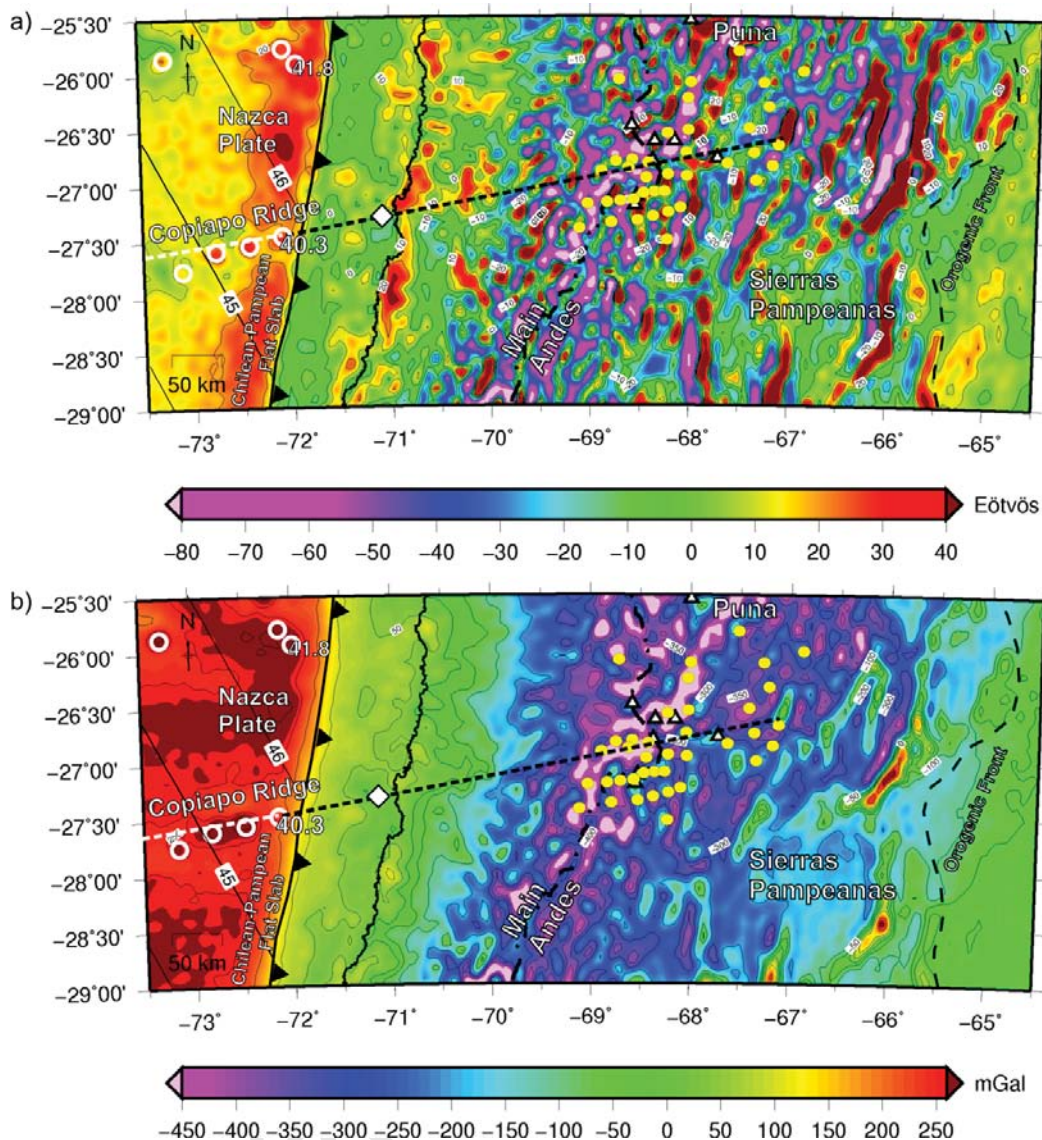 a)
−25˚30'
−26˚00'
−26˚30'
−27˚00'
−27˚30'
−28˚00'
−28˚30'
−29˚00'
N
41.8
Nazca
Plate
46
Copiapo Ridge
40.3
45
Chilean-Pampean
Flat Slab
50 km
Puna
Main
Andes
Sierras
Pampeanas
Orogenic Front
−73˚ −72˚ −71˚ −70˚ −69˚ −68˚ −67˚ −66˚ −65˚
Eötvös
−80 −70 −60 −50 −40 −30 −20 −10 0 10 20 30 40
b)
−25˚30'
−26˚00'
−26˚30'
−27˚00'
−27˚30'
−28˚00'
−28˚30'
−29˚00'
N
41.8
Nazca
Plate
46
Copiapo Ridge
40.3
45
Chilean-Pampean
Flat Slab
50 km
Puna
Main
Andes
Sierras
Pampeanas
Orogenic Front
−73˚ −72˚ −71˚ −70˚ −69˚ −68˚ −67˚ −66˚ −65˚
mGal
−450 −400 −350 −300 −250 −200 −150 −100 −50 0 50 100 150 200 250